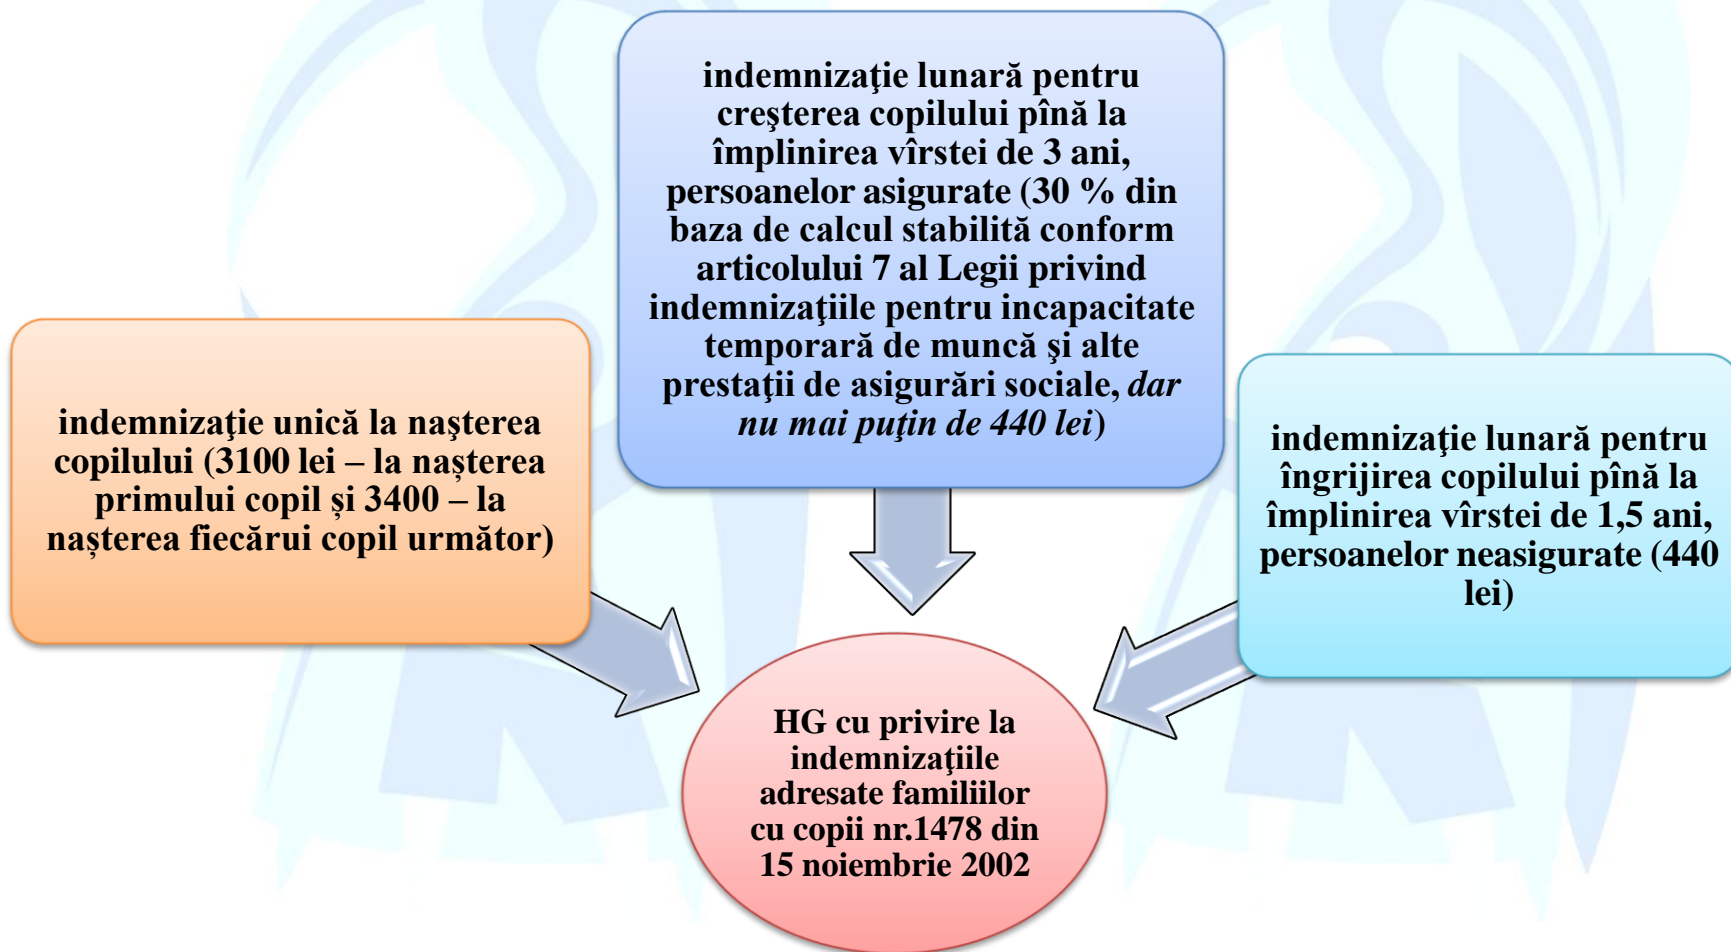 indemnizaţie lunară pentru
creşterea copilului pînă la
împlinirea vîrstei de 3 ani,
persoanelor asigurate (30 % din
baza de calcul stabilită conform
articolului 7 al Legii privind
indemnizaţiile pentru incapacitate
temporară de muncă şi alte
prestaţii de asigurări sociale, dar
nu mai puţin de 440 lei)
indemnizaţie unică la naşterea
copilului (3100 lei – la nașterea
primului copil și 3400 – la
nașterea fiecărui copil următor)
indemnizaţie lunară pentru
îngrijirea copilului pînă la
împlinirea vîrstei de 1,5 ani,
persoanelor neasigurate (440
lei)
HG cu privire la
indemnizaţiile
adresate familiilor
cu copii nr.1478 din
15 noiembrie 2002